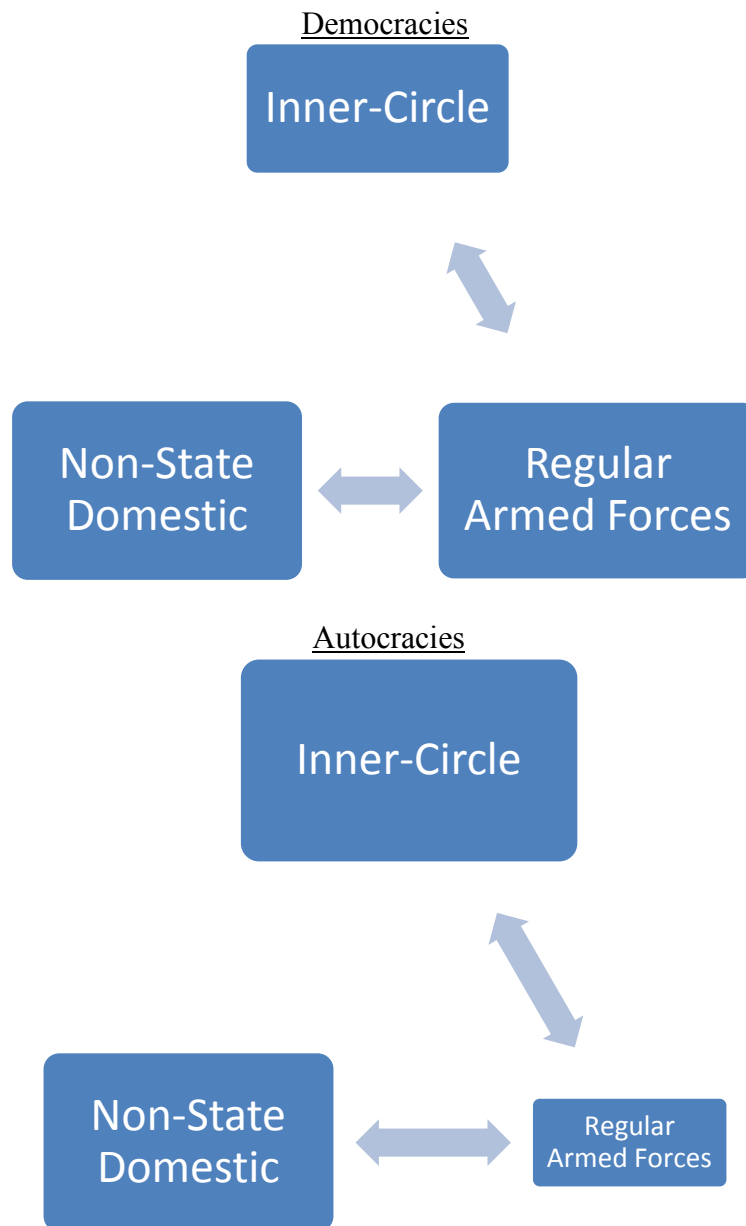 Democracies
Inner-Circle
Non-State
Domestic
Regular
Armed Forces
Autocracies
Inner-Circle
Non-State
Domestic
Regular
Armed Forces